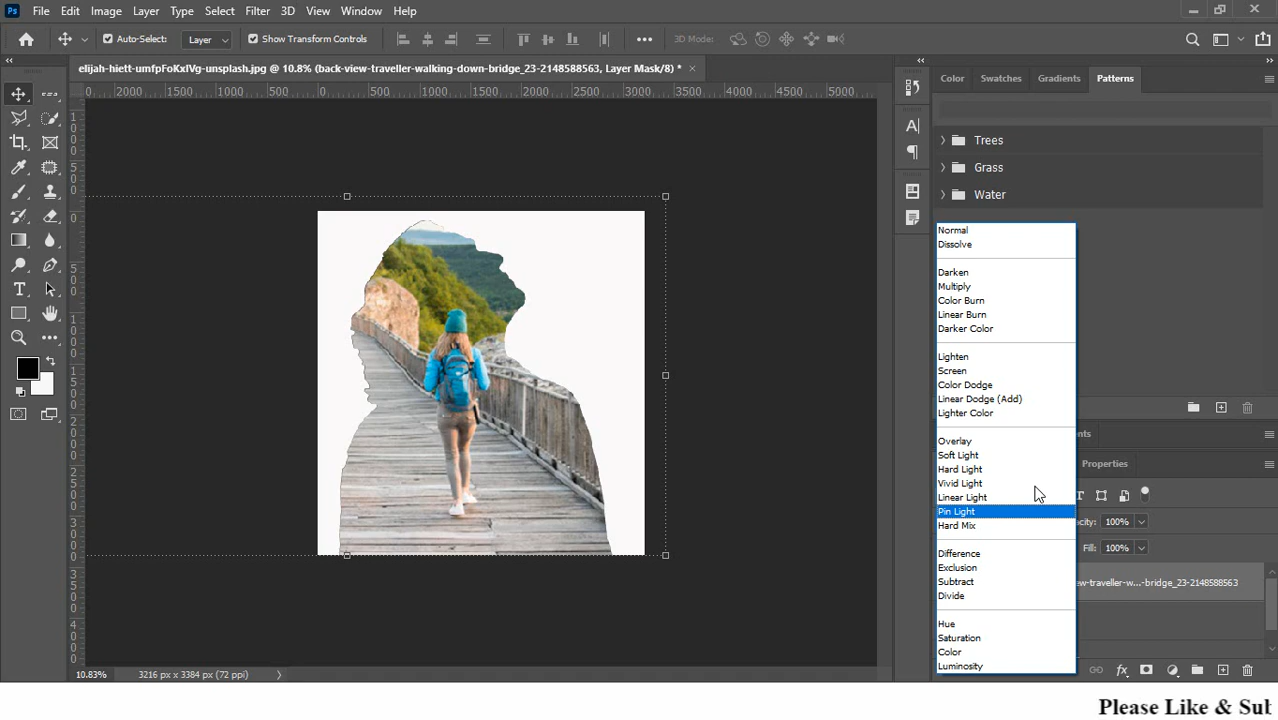 Ps File Edit Image Layer Type Select Filter 3D View Window Help
Auto-Select: Layer Show Transform Controls 3D Mode:
elijah-hiett-umfpFoKxIVg-unsplash.jpg @ 10.8% (back-view-traveller-walking-down-bridge_23-2148588563, Layer Mask/8) *
Color Swatches Gradients Patterns
2000 1500 1000 500 0 500 1000 1500 2000 2500 3000 3500 4000 4500 5000
Trees
Grass
Water
Normal
Dissolve
Darken
Multiply
Color Burn
Linear Burn
Darker Color
Lighten
Screen
Color Dodge
Linear Dodge (Add)
Lighter Color
Overlay
Soft Light
Hard Light
Vivid Light
Linear Light
Pin Light
Hard Mix
Difference
Exclusion
Subtract
Divide
Hue
Saturation
Color
Luminosity
Properties
100%
Fill: 100%
ew-traveller-w...-bridge_23-2148588563
10.83% 3216 px x 3384 px (72 ppi)
Please Like & Sub